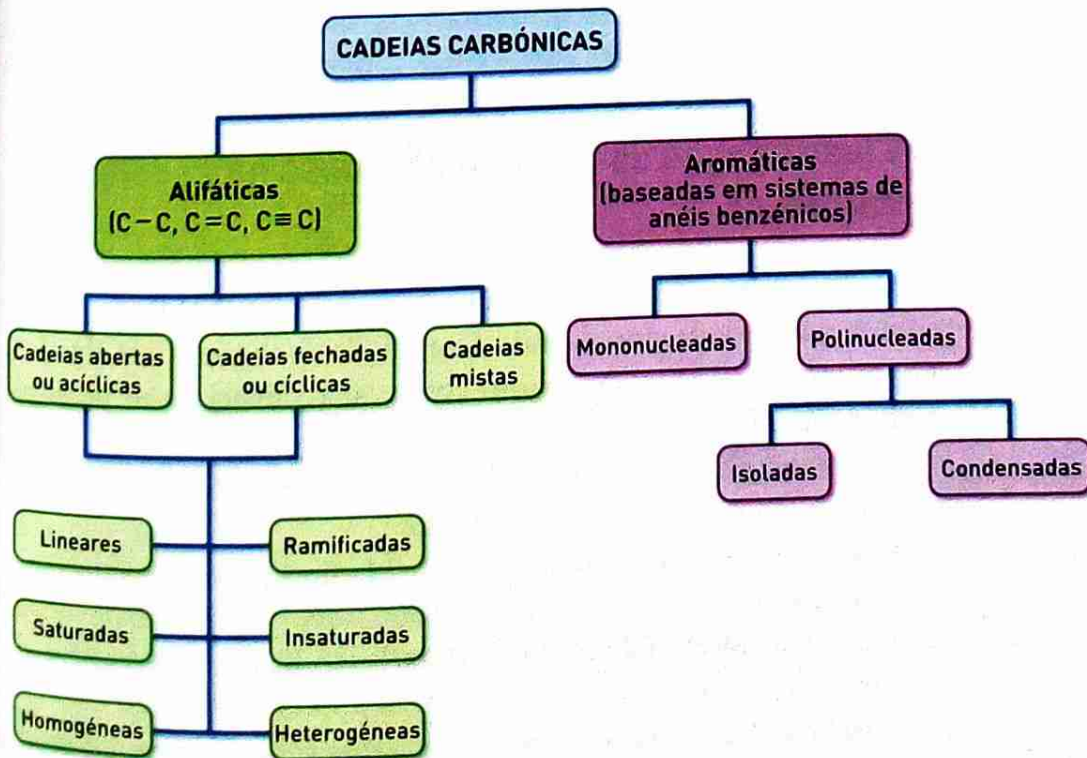 CADEIAS CARBÓNICAS
Alifáticas
(C–C, C=C, C≡C)
Aromáticas
(baseadas em sistemas de
anéis benzénicos)
Cadeias abertas
ou acíclicas
Cadeias fechadas
ou cíclicas
Cadeias
mistas
Mononucleadas
Polinucleadas
Isoladas
Condensadas
Lineares
Ramificadas
Saturadas
Insaturadas
Homogéneas
Heterogéneas